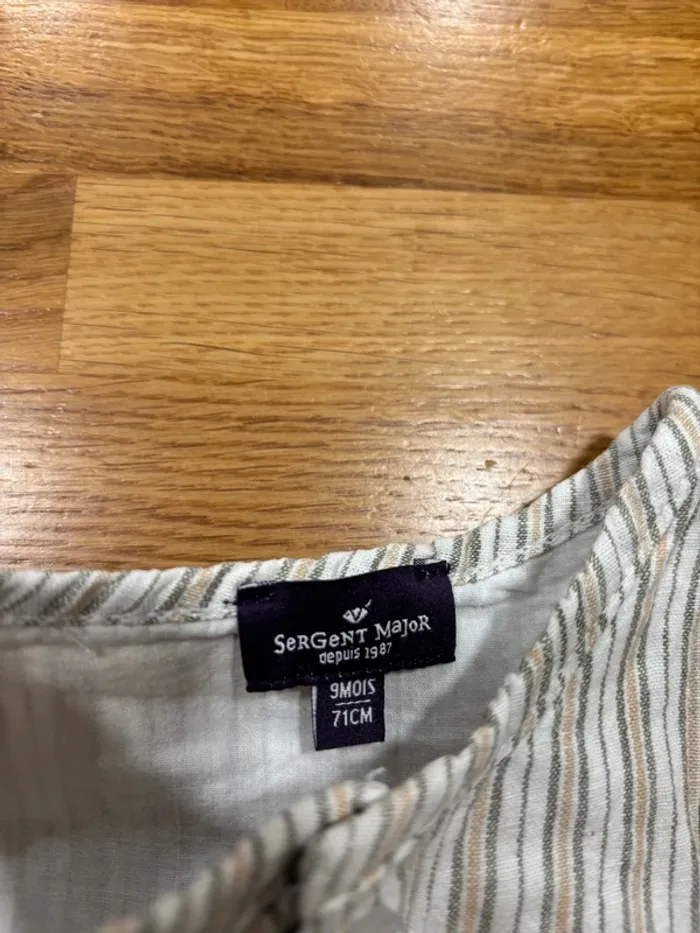 SeRGeNT MaJoR
depuis 1987
9MOIS
71CM